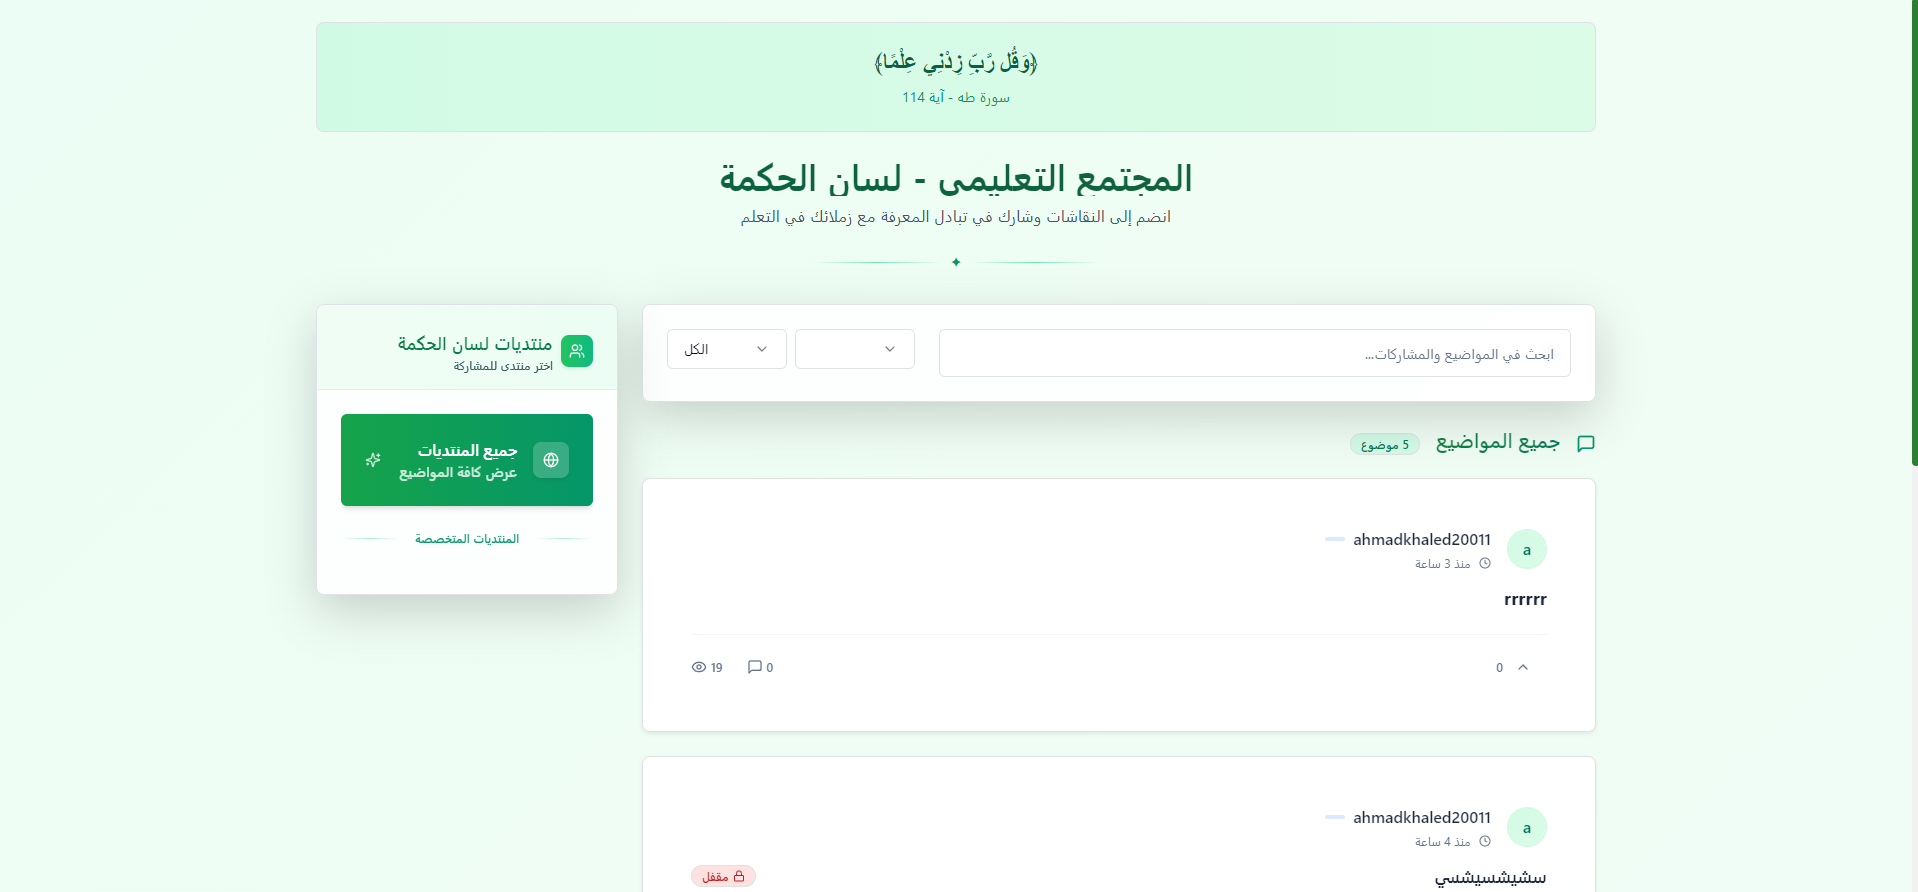 ﴿وَقُل رَّبِّ زِدْنِي عِلْمًا﴾
سورة طه - آية 114
المجتمع التعليمي - لسان الحكمة
انضم إلى النقاشات وشارك في تبادل المعرفة مع زملائك في التعلم
ابحث في المواضيع والمشاركات...
الكل
جميع المواضيع
5 موضوع
a
ahmadkhaled20011
منذ 3 ساعة
rrrrrr
0
0
19
a
ahmadkhaled20011
منذ 4 ساعة
سشيشسيشسي
مقفل
منتديات لسان الحكمة
اختر منتدى للمشاركة
جميع المنتديات
عرض كافة المواضيع
المنتديات المتخصصة